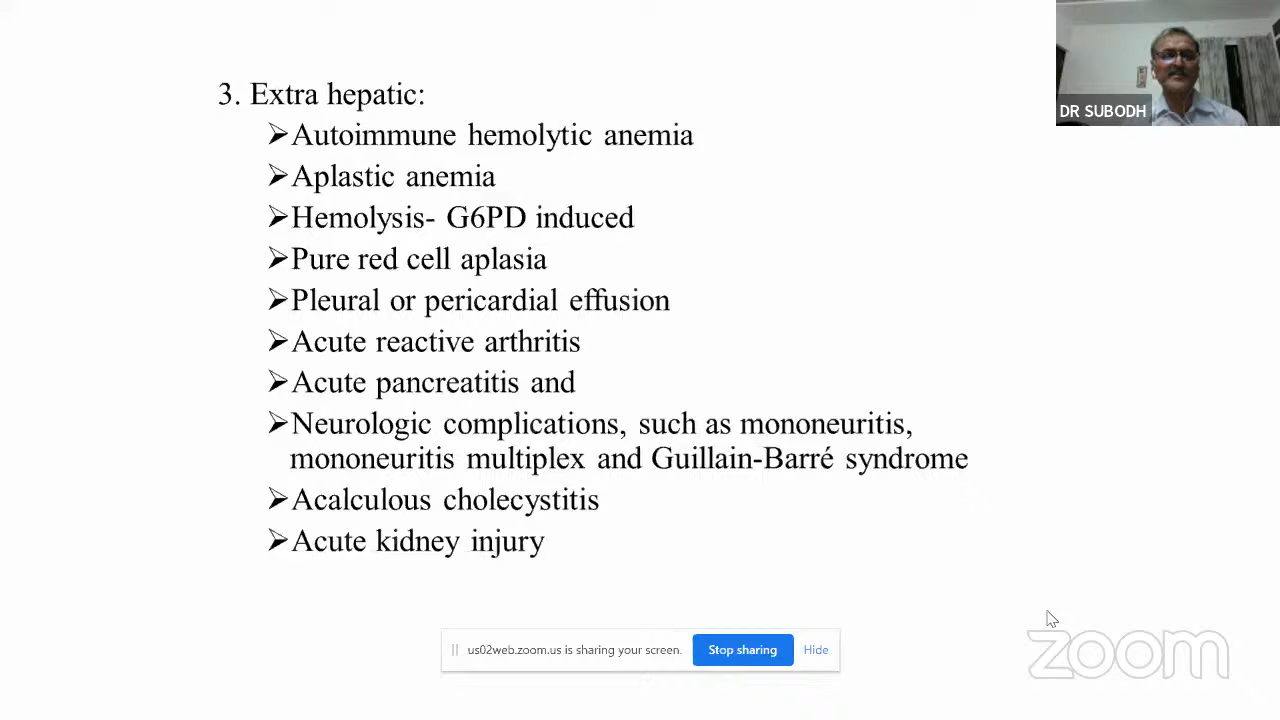 3. Extra hepatic:
➢Autoimmune hemolytic anemia
➢Aplastic anemia
➢Hemolysis- G6PD induced
➢Pure red cell aplasia
➢Pleural or pericardial effusion
➢Acute reactive arthritis
➢Acute pancreatitis and
➢Neurologic complications, such as mononeuritis,
mononeuritis multiplex and Guillain-Barré syndrome
➢Acalculous cholecystitis
➢Acute kidney injury
DR SUBODH
us02web.zoom.us is sharing your screen. Stop sharing Hide
zoom